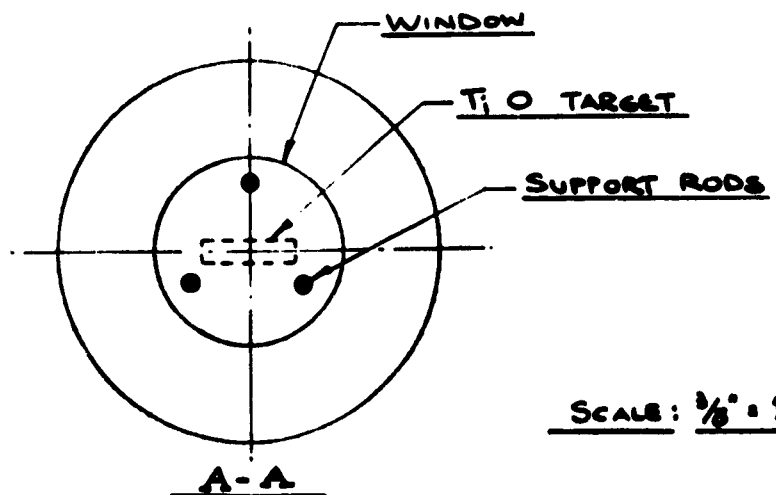 WINDOW
Ti O TARGET
SUPPORT RODS
SCALE: 3/8" =
A-A